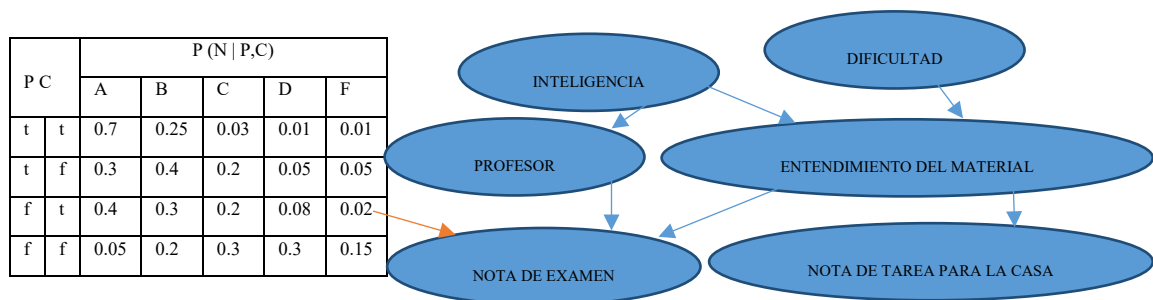 P (N | P,C)
P C
A B C D F
t t 0.7 0.25 0.03 0.01 0.01
t f 0.3 0.4 0.2 0.05 0.05
f t 0.4 0.3 0.2 0.08 0.02
f f 0.05 0.2 0.3 0.3 0.15
INTELIGENCIA
DIFICULTAD
PROFESOR
ENTENDIMIENTO DEL MATERIAL
NOTA DE EXAMEN
NOTA DE TAREA PARA LA CASA